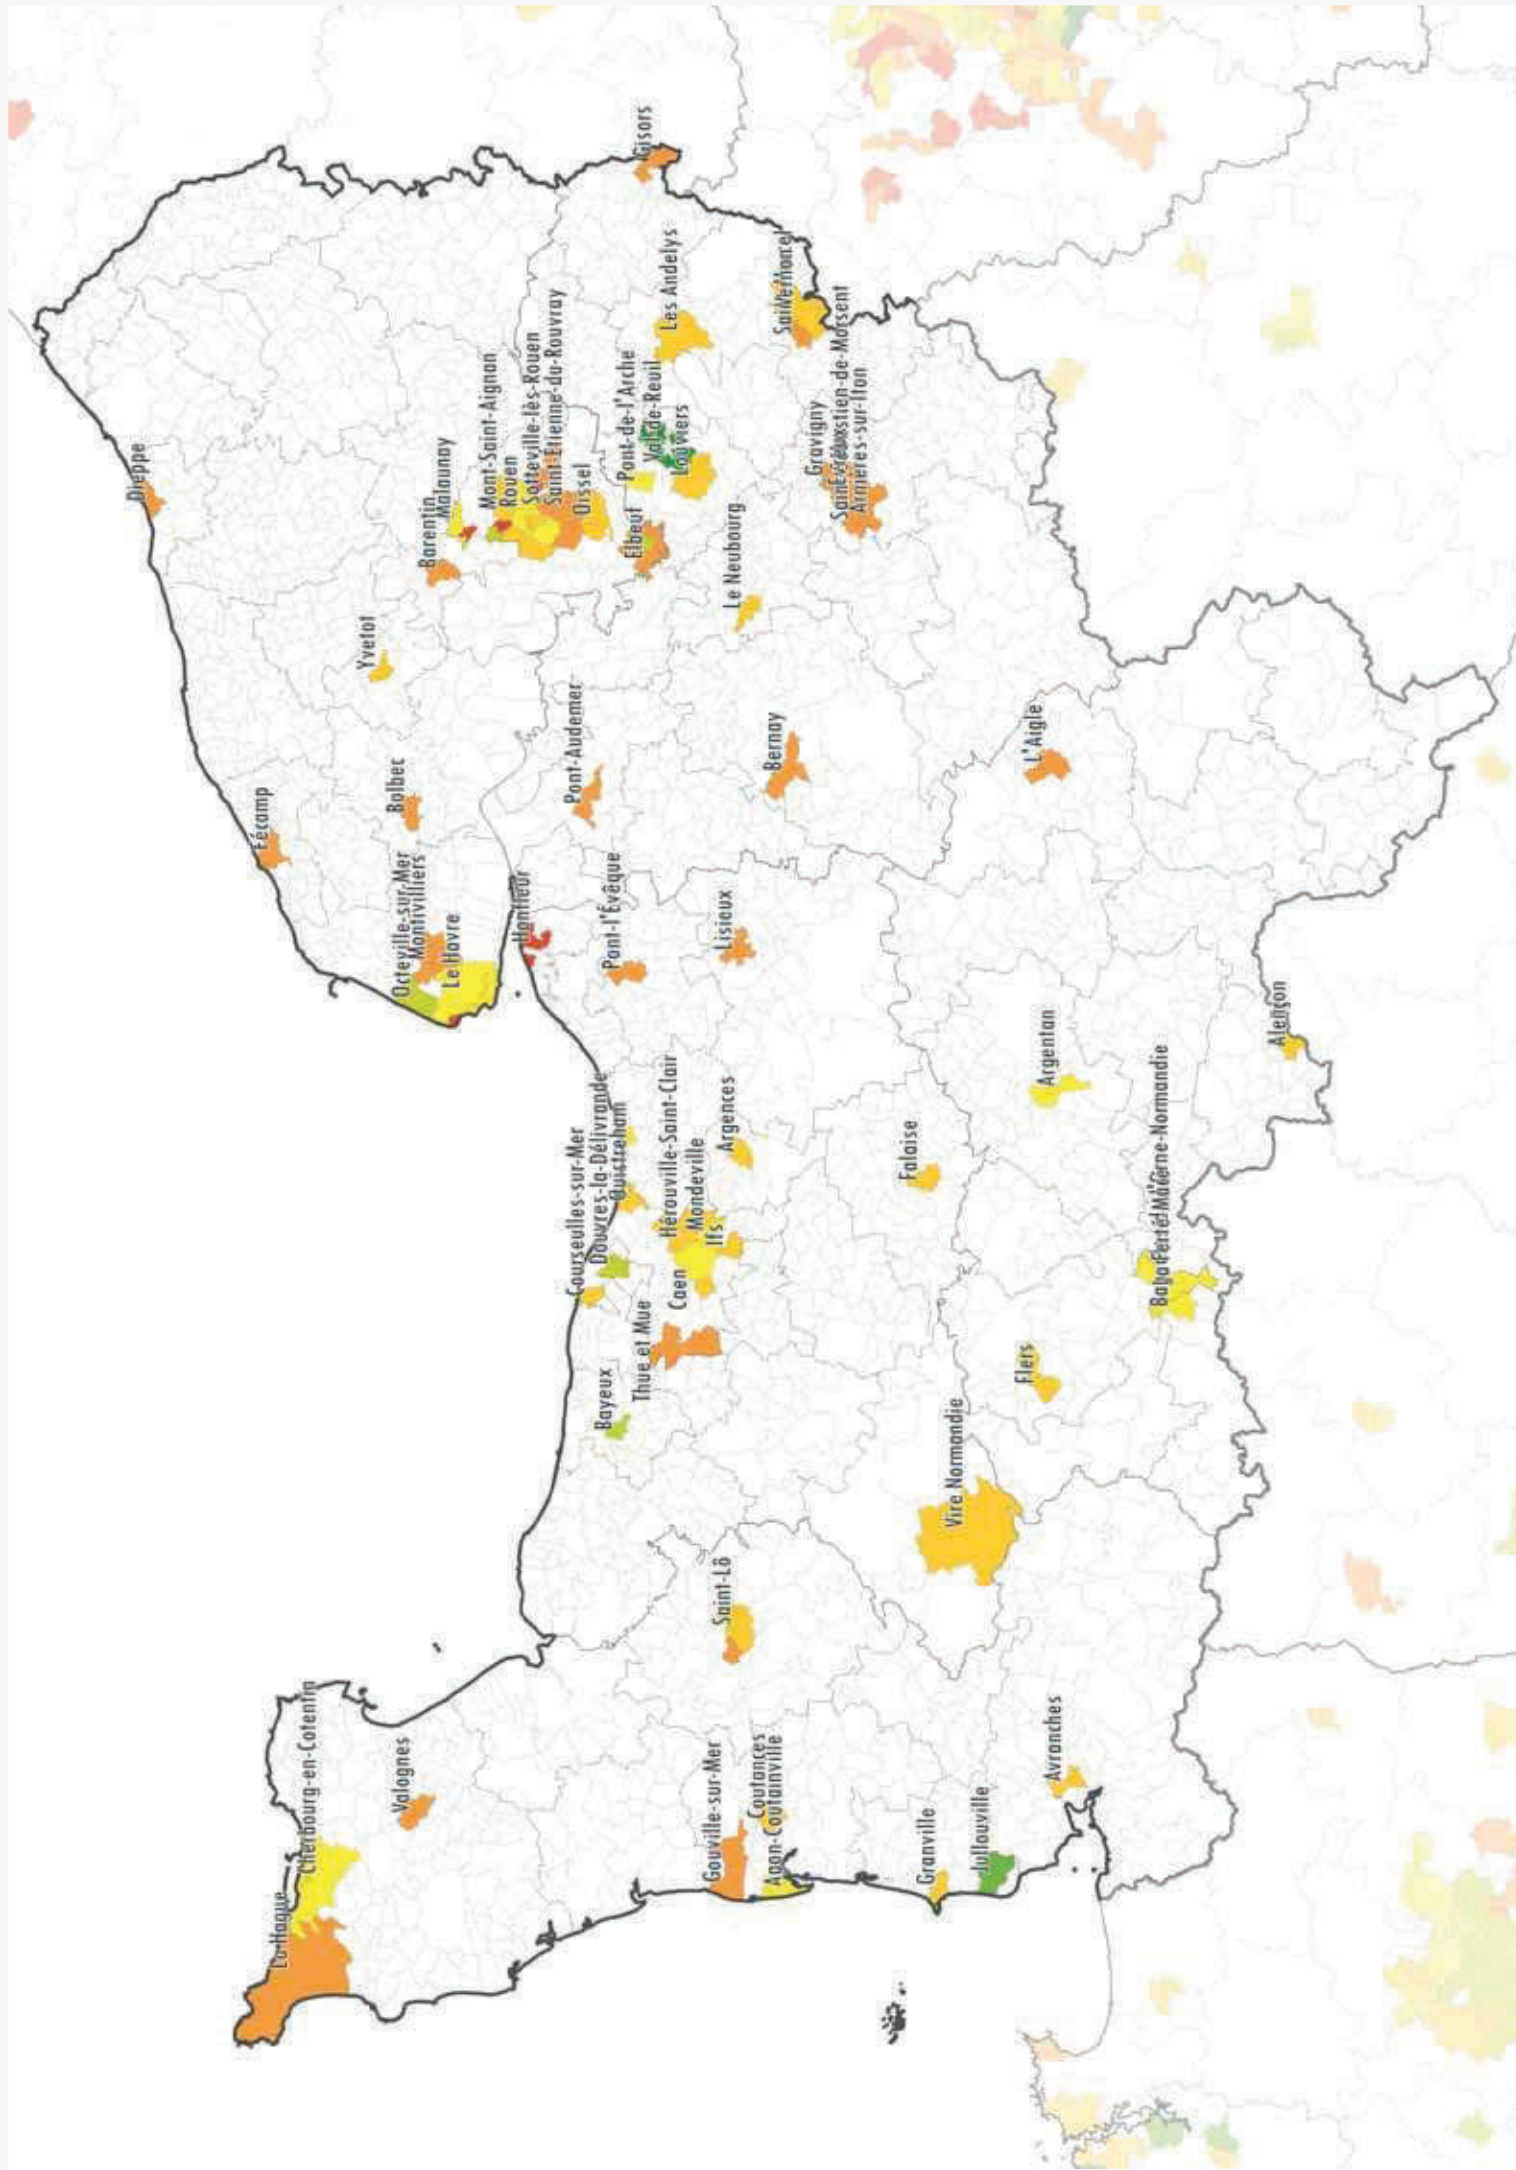 La Hague
Cherbourg-en-Cotentin
Valognes
Gouville-sur-Mer
Coutances
Agon-Coutainville
Granville
Jullouville
Avranches
Saint-Lô
Vire Normandie
Bayeux
Thue et Mue
Courseulles-sur-Mer
Douvres-la-Délivrande
Ouistreham
Caen
Hérouville-Saint-Clair
Mondeville
Ifs
Argences
Falaise
Flers
Argentan
Alençon
Octeville-sur-Mer
Montivilliers
Le Havre
Honfleur
Pont-l'Évêque
Lisieux
Fécamp
Bolbec
Pont-Audemer
Bernay
L'Aigle
Yvetot
Dieppe
Barentin
Malaunay
Mont-Saint-Aignan
Rouen
Sotteville-lès-Rouen
Saint-Etienne-du-Rouvray
Oissel
Elbeuf
Pont-de-l'Arche
Val-de-Reuil
Louviers
Le Neubourg
Les Andelys
Gisors
Gravigny
Arnières-sur-Iton